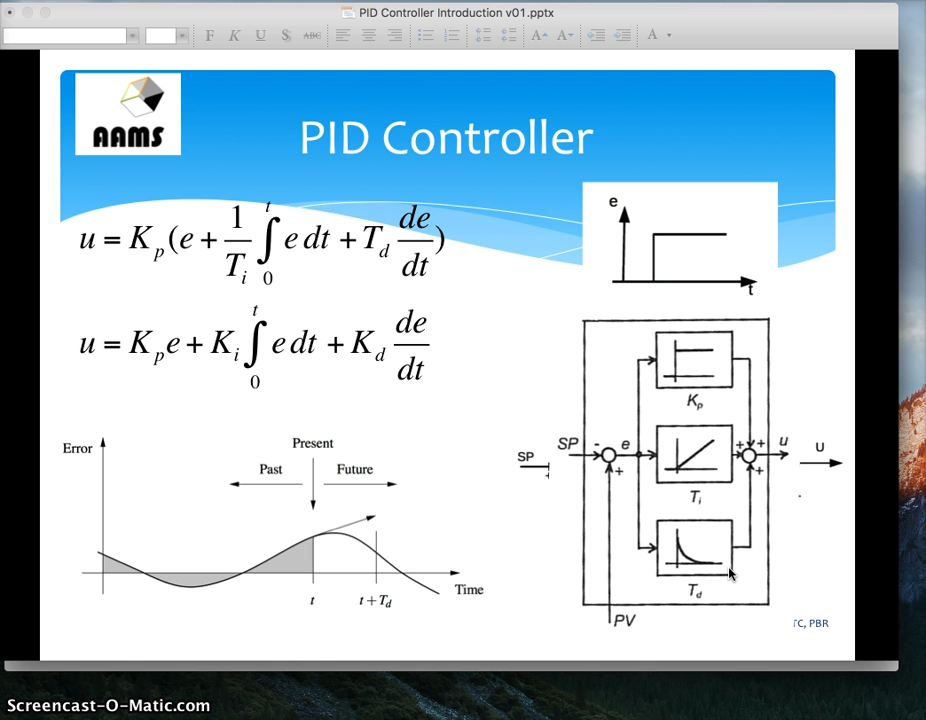 PID Controller Introduction v01.pptx
F K U S ABC A A A
AAMS
PID Controller
u = K_p(e + 1/T_i ∫_0^t e dt + T_d de/dt)
u = K_p e + K_i ∫_0^t e dt + K_d de/dt
e
t
Error
Present
Past
Future
Time
t
t + T_d
K_p
SP
SP
-
e
+
+ +
u
U
+
T_i
T_d
PV
TC, PBR
Screencast-O-Matic.com